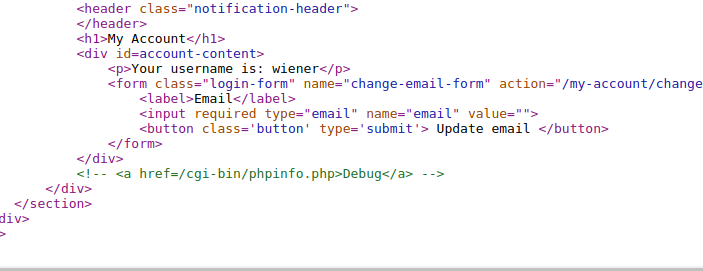 <header class="notification-header">
</header>
<h1>My Account</h1>
<div id=account-content>
<p>Your username is: wiener</p>
<form class="login-form" name="change-email-form" action="/my-account/change
<label>Email</label>
<input required type="email" name="email" value="">
<button class='button' type='submit'> Update email </button>
</form>
</div>
<!-- <a href=/cgi-bin/phpinfo.php>Debug</a> -->
</div>
</section>
div>
>